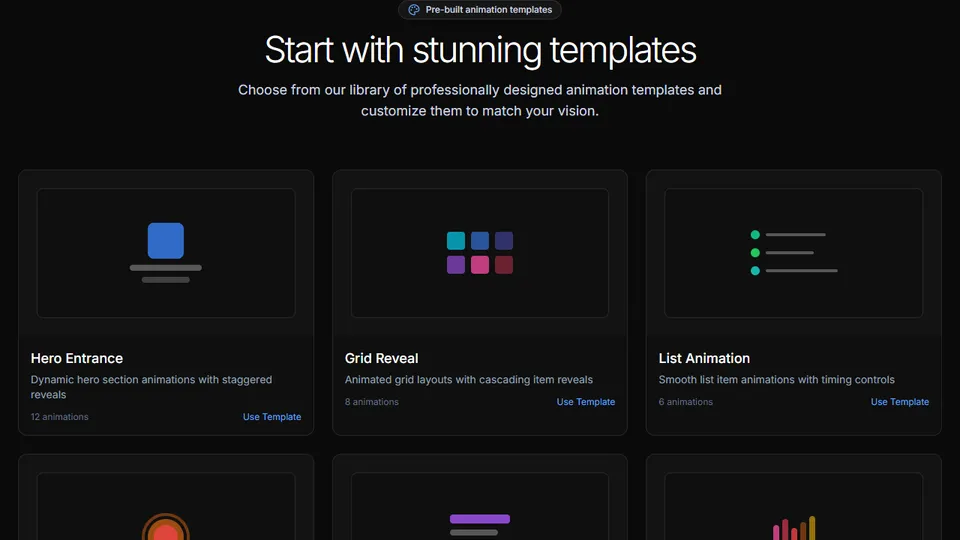 Pre-built animation templates
Start with stunning templates
Choose from our library of professionally designed animation templates and
customize them to match your vision.
Hero Entrance
Dynamic hero section animations with staggered
reveals
12 animations
Use Template
Grid Reveal
Animated grid layouts with cascading item reveals
8 animations
Use Template
List Animation
Smooth list item animations with timing controls
6 animations
Use Template